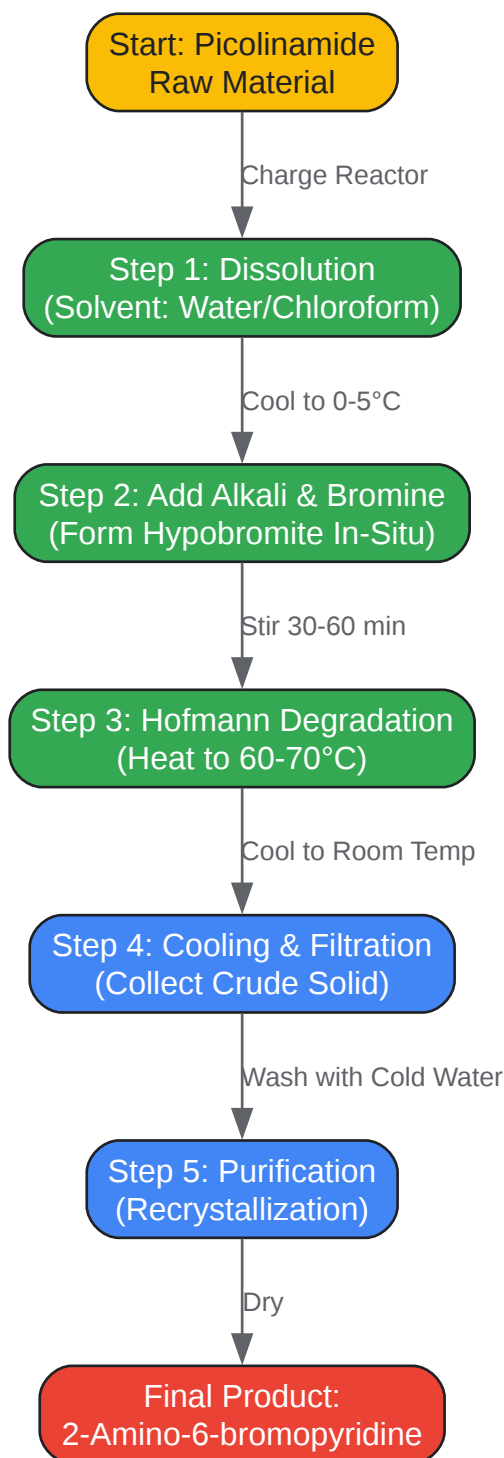 Start: Picolinamide
Raw Material
Charge Reactor
Step 1: Dissolution
(Solvent: Water/Chloroform)
Cool to 0-5°C
Step 2: Add Alkali & Bromine
(Form Hypobromite In-Situ)
Stir 30-60 min
Step 3: Hofmann Degradation
(Heat to 60-70°C)
Cool to Room Temp
Step 4: Cooling & Filtration
(Collect Crude Solid)
Wash with Cold Water
Step 5: Purification
(Recrystallization)
Dry
Final Product:
2-Amino-6-bromopyridine